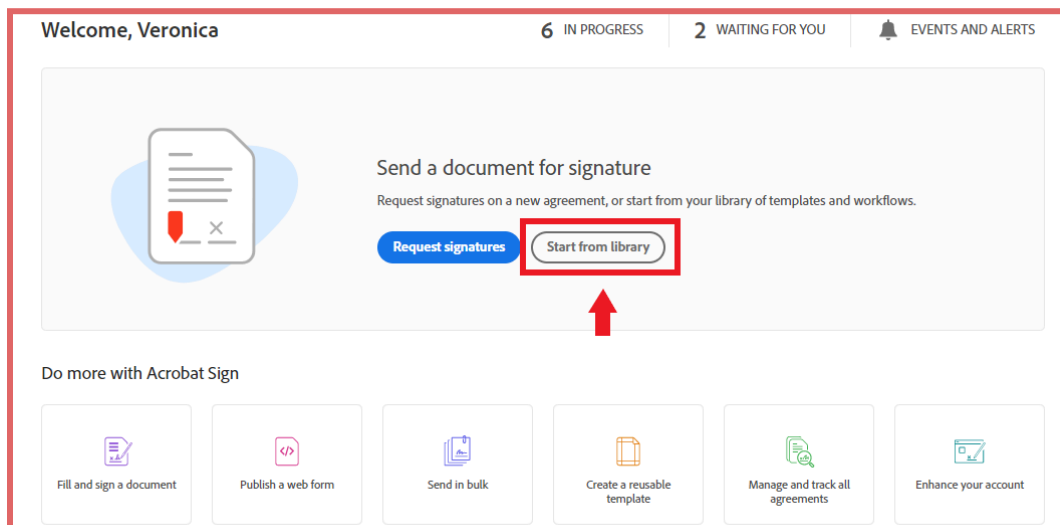 Welcome, Veronica
6 IN PROGRESS
2 WAITING FOR YOU
EVENTS AND ALERTS
Send a document for signature
Request signatures on a new agreement, or start from your library of templates and workflows.
Request signatures
Start from library
Do more with Acrobat Sign
Fill and sign a document
Publish a web form
Send in bulk
Create a reusable
template
Manage and track all
agreements
Enhance your account